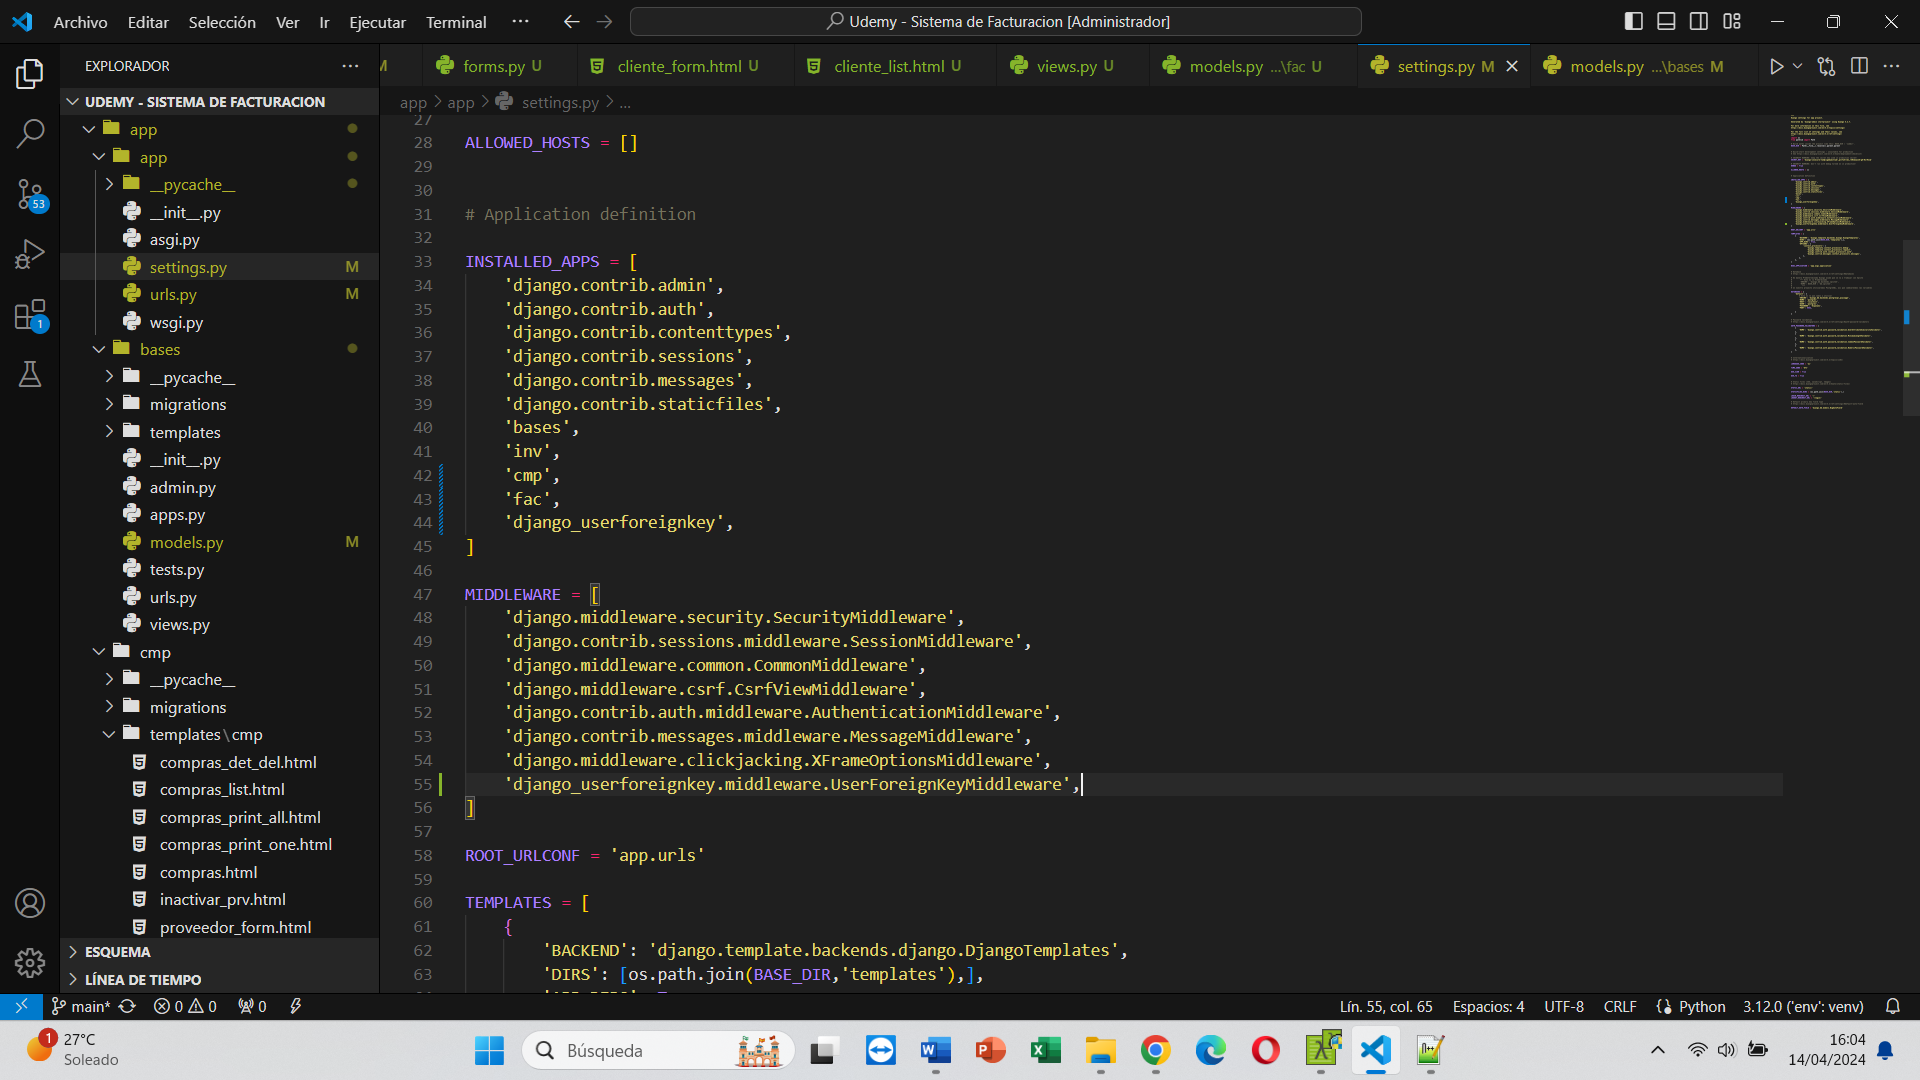 Archivo Editar Selección Ver Ir Ejecutar Terminal ··· Udemy - Sistema de Facturacion [Administrador]
EXPLORADOR ···
M forms.py U cliente_form.html U cliente_list.html U views.py U models.py ...\fac U settings.py M models.py ...\bases M
UDEMY - SISTEMA DE FACTURACION
app > app > settings.py > ...
app
app
__pycache__
__init__.py
asgi.py
settings.py M
urls.py M
wsgi.py
bases
__pycache__
migrations
templates
__init__.py
admin.py
apps.py
models.py M
tests.py
urls.py
views.py
cmp
__pycache__
migrations
templates\cmp
compras_det_del.html
compras_list.html
compras_print_all.html
compras_print_one.html
compras.html
inactivar_prv.html
proveedor_form.html
ESQUEMA
LÍNEA DE TIEMPO
53
1
27
28 ALLOWED_HOSTS = []
29
30
31 # Application definition
32
33 INSTALLED_APPS = [
34 'django.contrib.admin',
35 'django.contrib.auth',
36 'django.contrib.contenttypes',
37 'django.contrib.sessions',
38 'django.contrib.messages',
39 'django.contrib.staticfiles',
40 'bases',
41 'inv',
42 'cmp',
43 'fac',
44 'django_userforeignkey',
45 ]
46
47 MIDDLEWARE = [
48 'django.middleware.security.SecurityMiddleware',
49 'django.contrib.sessions.middleware.SessionMiddleware',
50 'django.middleware.common.CommonMiddleware',
51 'django.middleware.csrf.CsrfViewMiddleware',
52 'django.contrib.auth.middleware.AuthenticationMiddleware',
53 'django.contrib.messages.middleware.MessageMiddleware',
54 'django.middleware.clickjacking.XFrameOptionsMiddleware',
55 'django_userforeignkey.middleware.UserForeignKeyMiddleware',
56 ]
57
58 ROOT_URLCONF = 'app.urls'
59
60 TEMPLATES = [
61 {
62 'BACKEND': 'django.template.backends.django.DjangoTemplates',
63 'DIRS': [os.path.join(BASE_DIR,'templates'),],
main* 0 0 0 Lín. 55, col. 65 Espacios: 4 UTF-8 CRLF Python 3.12.0 ('env': venv)
1 27°C
Soleado
Búsqueda
16:04
14/04/2024